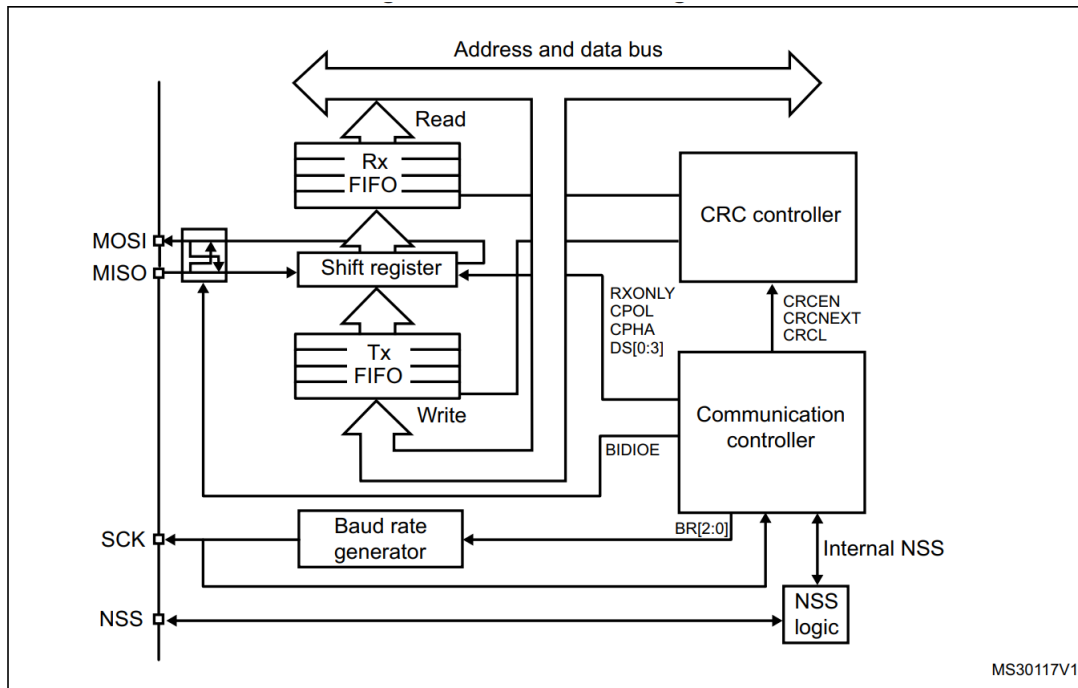 Address and data bus
Read
Rx
FIFO
CRC controller
MOSI
MISO
Shift register
RXONLY
CPOL
CPHA
DS[0:3]
CRCEN
CRCNEXT
CRCL
Tx
FIFO
Write
Communication
controller
BIDIOE
SCK
Baud rate
generator
BR[2:0]
Internal NSS
NSS
NSS
logic
MS30117V1